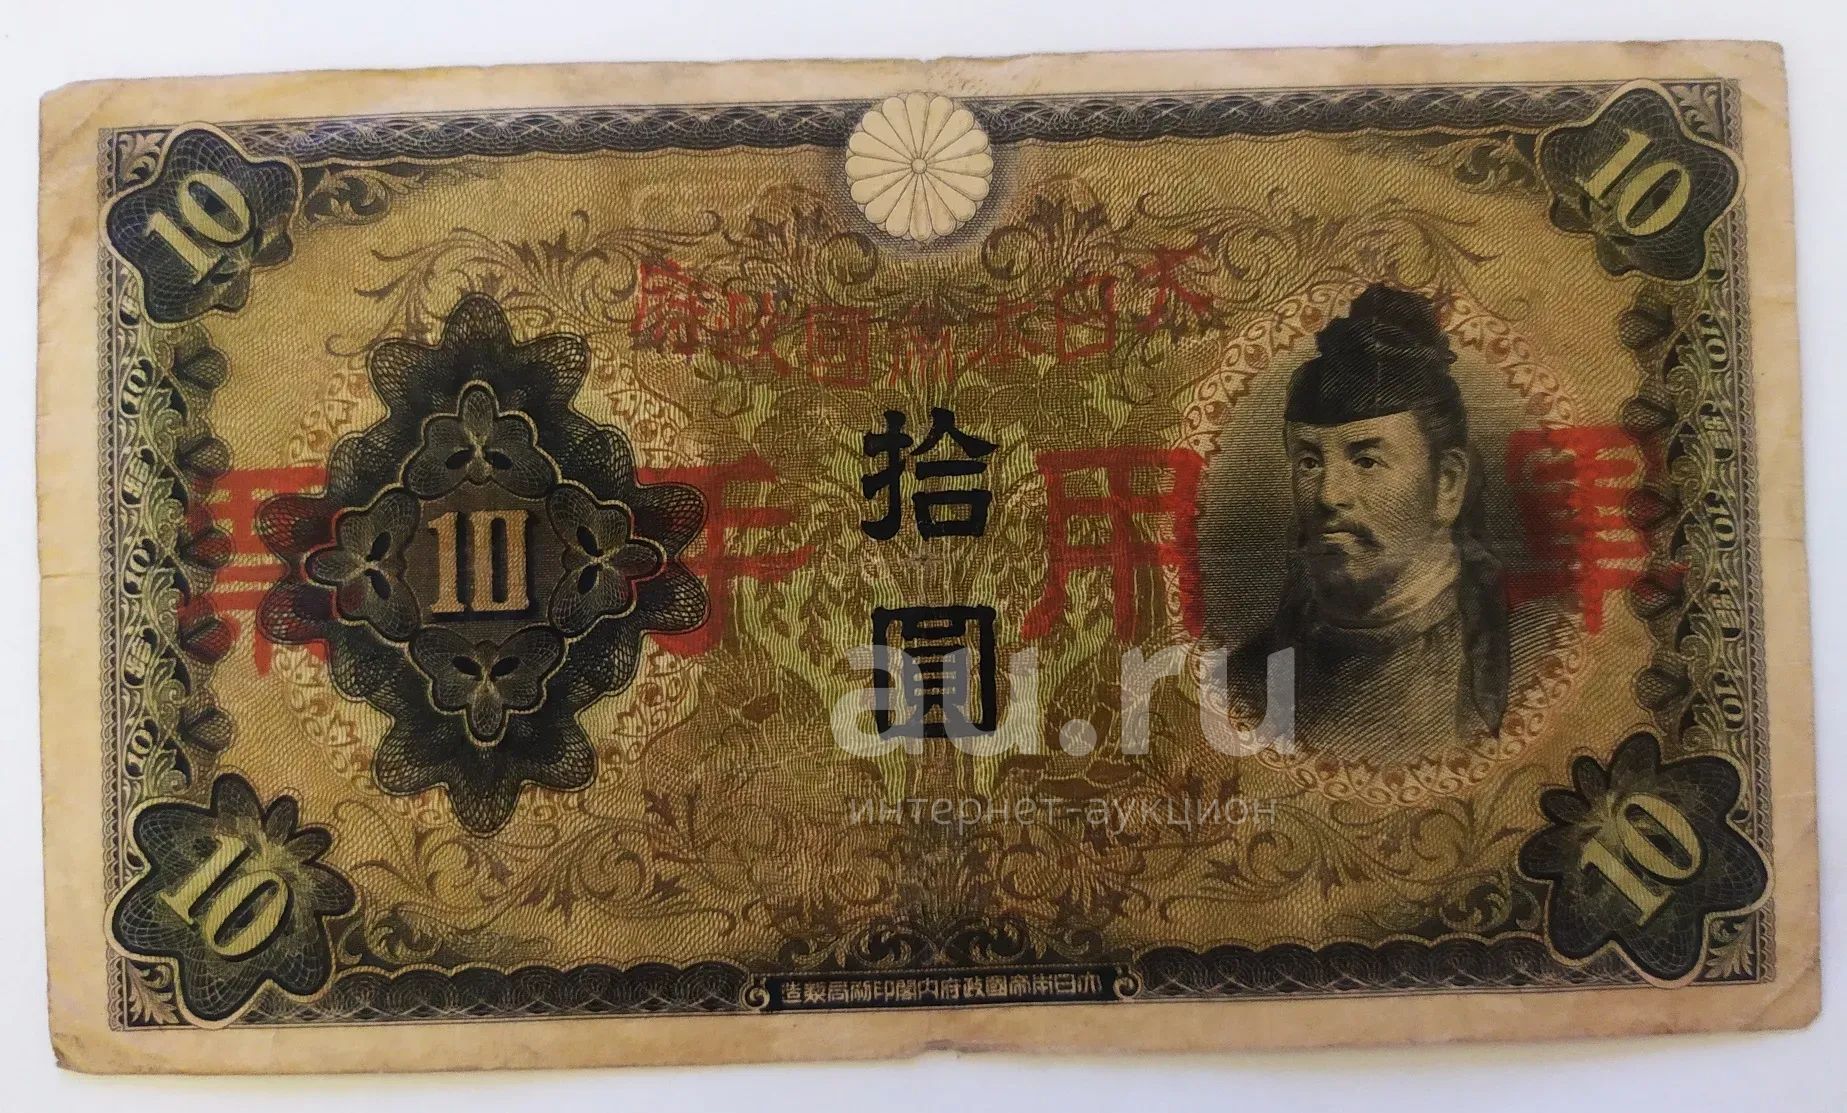 10
10
大日本帝國政府
軍用手票
拾圓
10
au.ru
интернет-аукцион
10
10
大日本帝國政府内閣印刷局製造